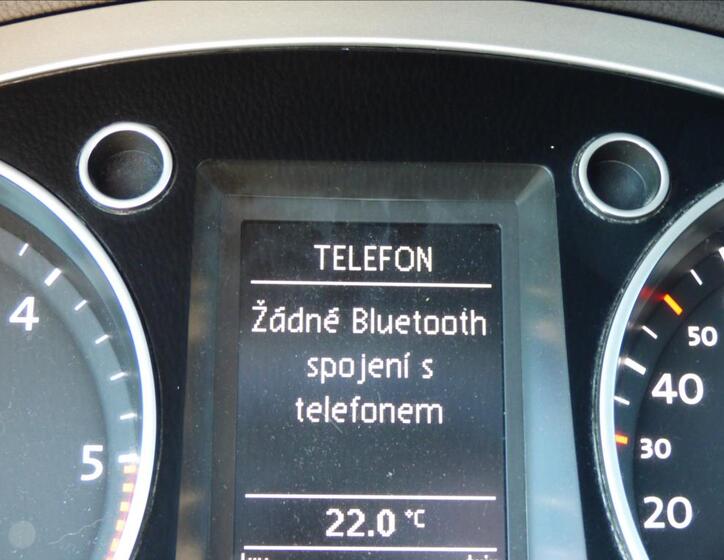 TELEFON
Žádné Bluetooth
spojení s
telefonem
22.0 °C
4
5
50
40
30
20